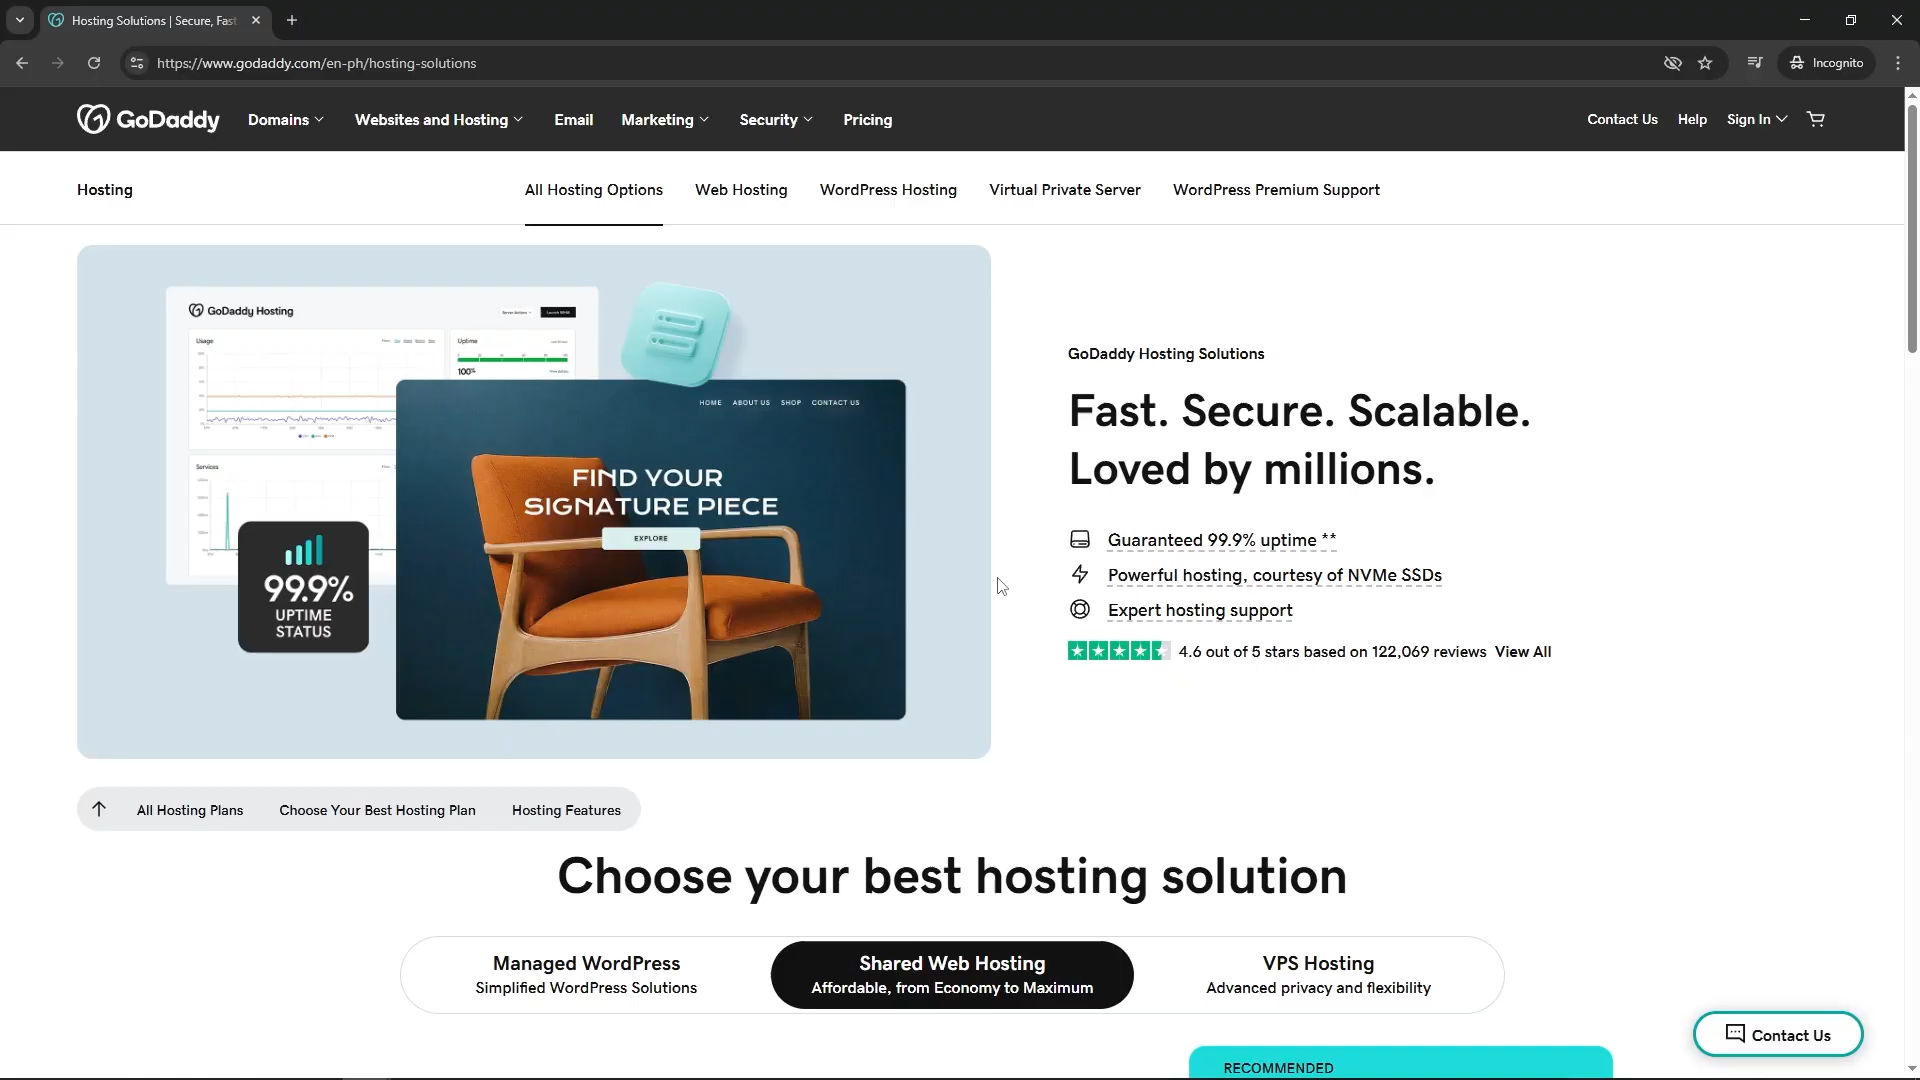 Hosting Solutions | Secure, Fast
https://www.godaddy.com/en-ph/hosting-solutions
Incognito
GoDaddy
Domains
Websites and Hosting
Email
Marketing
Security
Pricing
Contact Us
Help
Sign In
Hosting
All Hosting Options
Web Hosting
WordPress Hosting
Virtual Private Server
WordPress Premium Support
GoDaddy Hosting
Usage
Uptime
100%
Services
99.9%
UPTIME
STATUS
HOME
ABOUT US
SHOP
CONTACT US
FIND YOUR
SIGNATURE PIECE
EXPLORE
GoDaddy Hosting Solutions
Fast. Secure. Scalable.
Loved by millions.
Guaranteed 99.9% uptime **
Powerful hosting, courtesy of NVMe SSDs
Expert hosting support
4.6 out of 5 stars based on 122,069 reviews View All
All Hosting Plans
Choose Your Best Hosting Plan
Hosting Features
Choose your best hosting solution
Managed WordPress
Simplified WordPress Solutions
Shared Web Hosting
Affordable, from Economy to Maximum
VPS Hosting
Advanced privacy and flexibility
Contact Us
RECOMMENDED